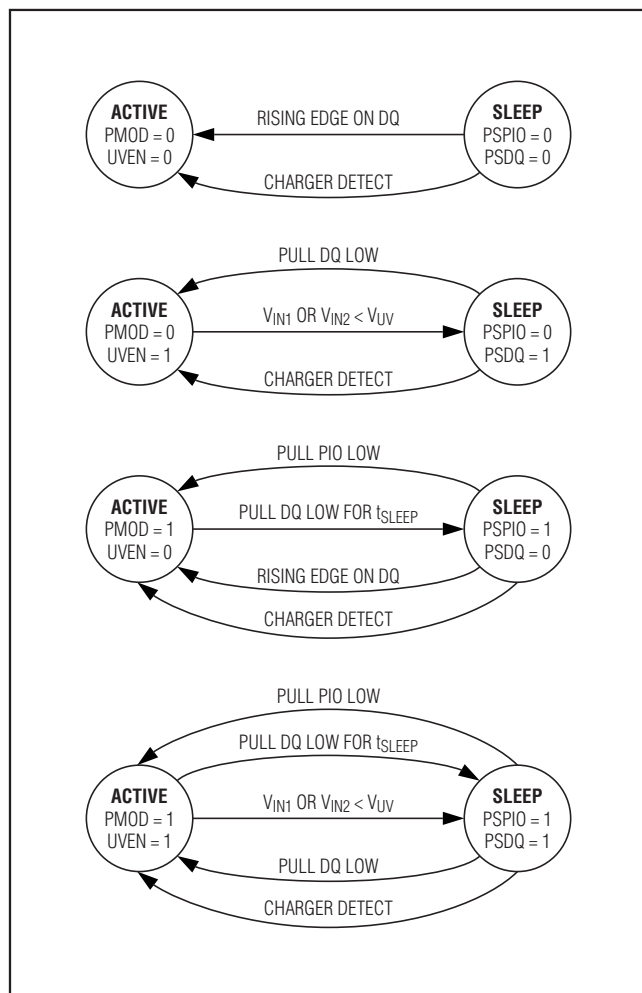 ACTIVE
PMOD = 0
UVEN = 0
RISING EDGE ON DQ
CHARGER DETECT
SLEEP
PSPIO = 0
PSDQ = 0
PULL DQ LOW
ACTIVE
PMOD = 0
UVEN = 1
VIN1 OR VIN2 < VUV
CHARGER DETECT
SLEEP
PSPIO = 0
PSDQ = 1
PULL PIO LOW
ACTIVE
PMOD = 1
UVEN = 0
PULL DQ LOW FOR tSLEEP
RISING EDGE ON DQ
CHARGER DETECT
SLEEP
PSPIO = 1
PSDQ = 0
PULL PIO LOW
PULL DQ LOW FOR tSLEEP
ACTIVE
PMOD = 1
UVEN = 1
VIN1 OR VIN2 < VUV
PULL DQ LOW
CHARGER DETECT
SLEEP
PSPIO = 1
PSDQ = 1